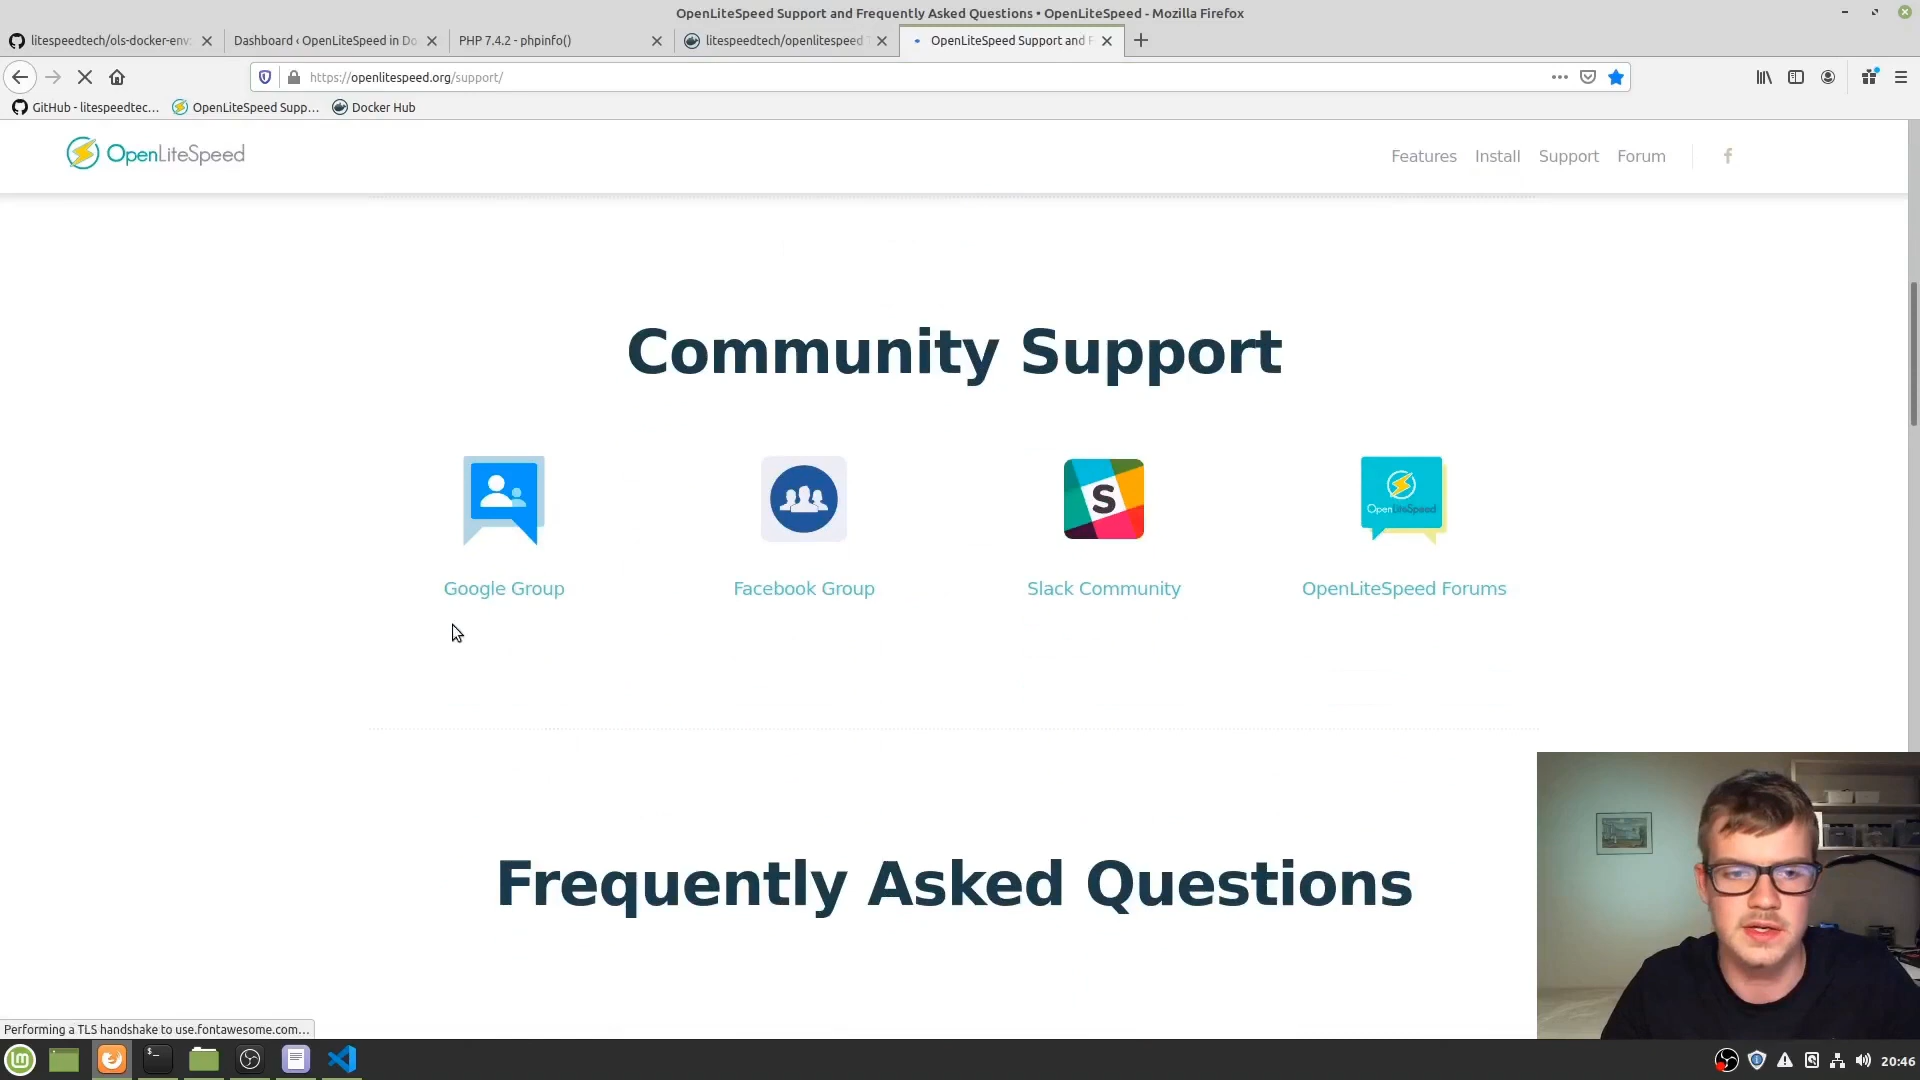 OpenLiteSpeed Support and Frequently Asked Questions • OpenLiteSpeed - Mozilla Firefox
litespeedtech/ols-docker-env:
Dashboard ‹ OpenLiteSpeed in Do
PHP 7.4.2 - phpinfo()
litespeedtech/openlitespeed
OpenLiteSpeed Support and F
https://openlitespeed.org/support/
GitHub - litespeedtec...
OpenLiteSpeed Supp...
Docker Hub
OpenLiteSpeed
Features
Install
Support
Forum
Community Support
S
OpenLiteSpeed
Google Group
Facebook Group
Slack Community
OpenLiteSpeed Forums
Frequently Asked Questions
Performing a TLS handshake to use.fontawesome.com...
20:46